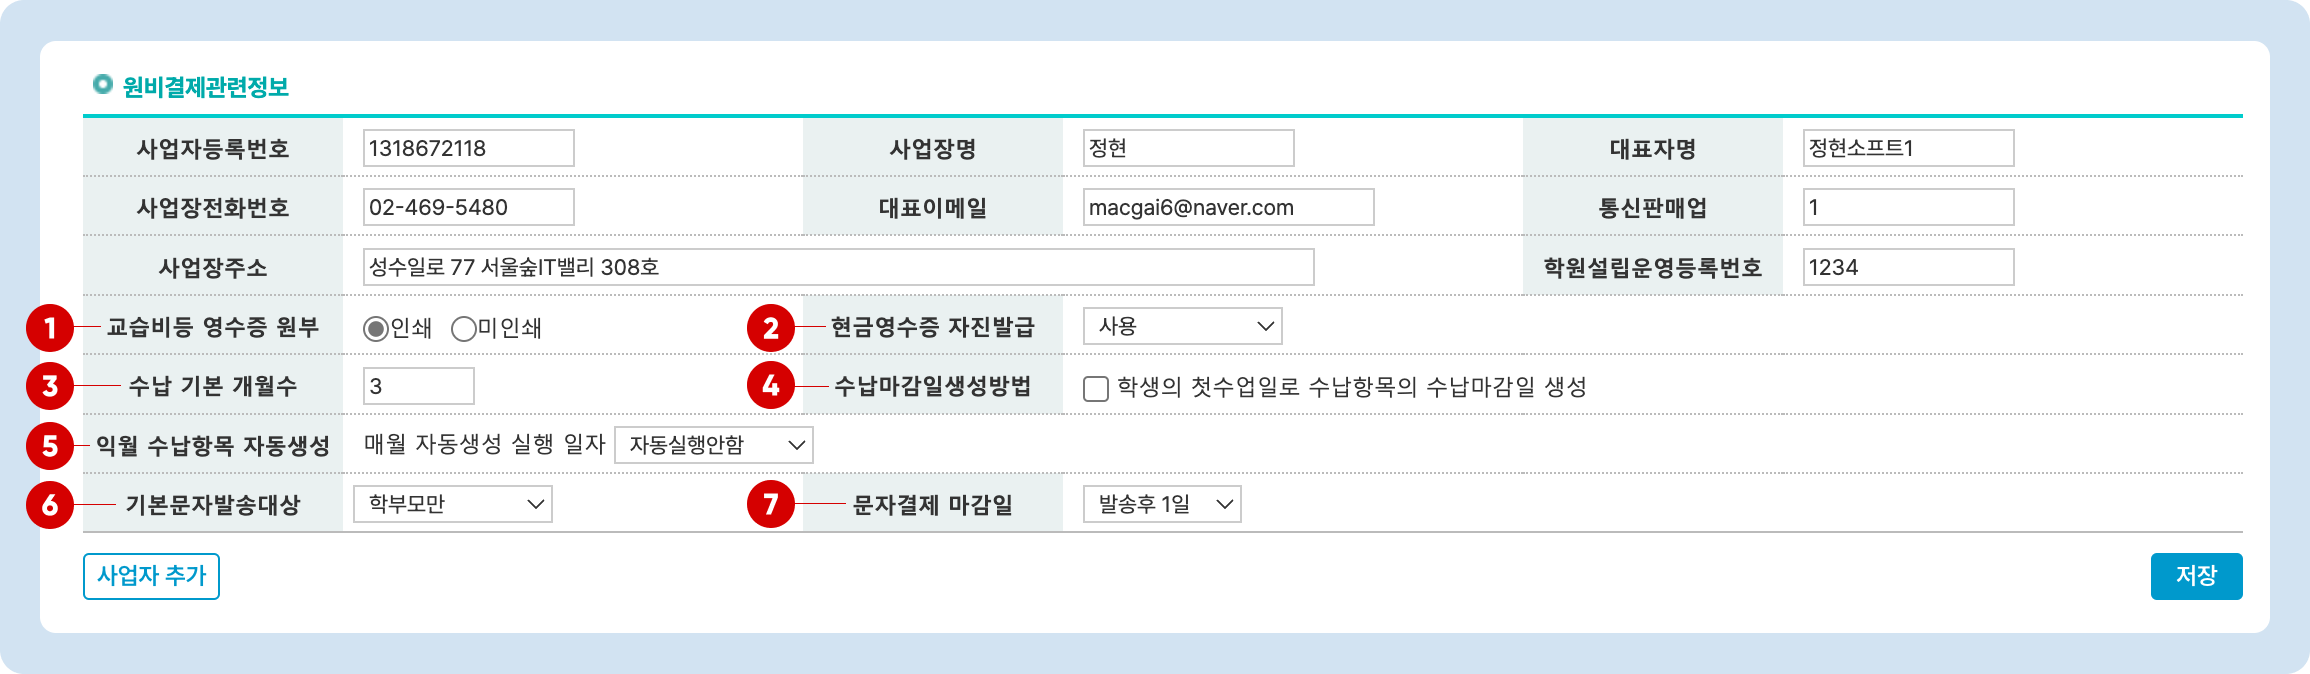 원비결제관련정보
사업자등록번호 1318672118 사업장명 정현 대표자명 정현소프트1
사업장전화번호 02-469-5480 대표이메일 macgai6@naver.com 통신판매업 1
사업장주소 성수일로 77 서울숲IT밸리 308호 학원설립운영등록번호 1234
1 교습비등 영수증 원부 인쇄 미인쇄 2 현금영수증 자진발급 사용
3 수납 기본 개월수 3 4 수납마감일생성방법 학생의 첫수업일로 수납항목의 수납마감일 생성
5 익월 수납항목 자동생성 매월 자동생성 실행 일자 자동실행안함
6 기본문자발송대상 학부모만 7 문자결제 마감일 발송후 1일
사업자 추가 저장